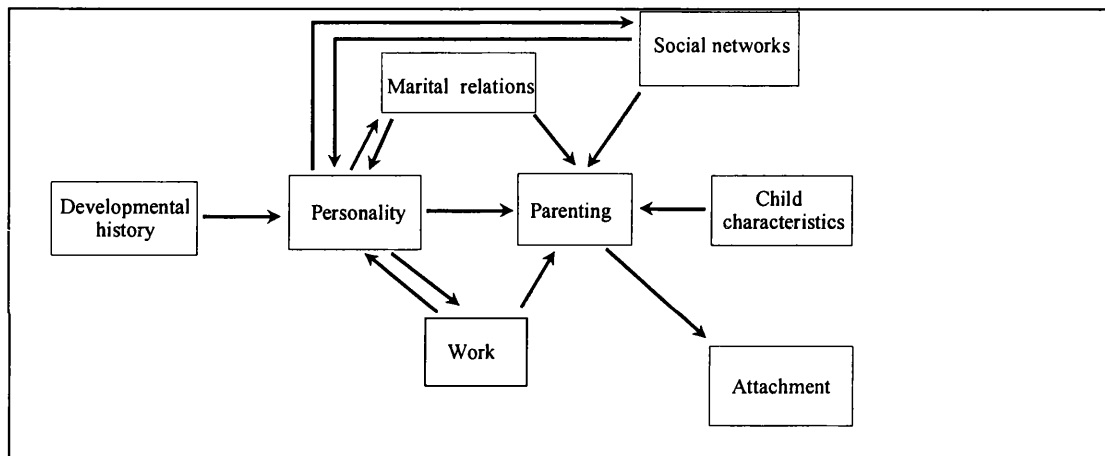 Social networks
Marital relations
Developmental
history
Personality
Parenting
Child
characteristics
Work
Attachment